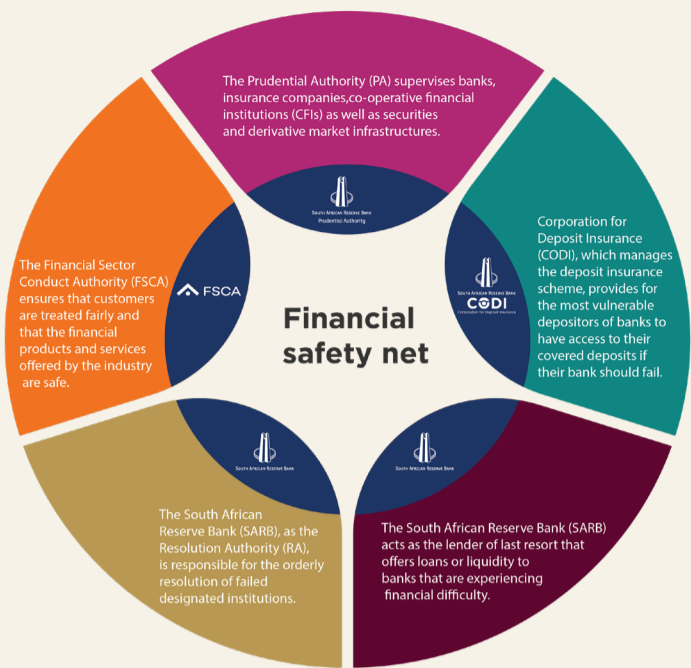 The Prudential Authority (PA) supervises banks,
insurance companies,co-operative financial
institutions (CFIs) as well as securities
and derivative market infrastructures.
SOUTH AFRICAN RESERVE BANK
Prudential Authority
Corporation for
Deposit Insurance
(CODI), which manages
the deposit insurance
scheme, provides for
the most vulnerable
depositors of banks to
have access to their
covered deposits if
their bank should fail.
SOUTH AFRICAN RESERVE BANK
CODI
Corporation for Deposit Insurance
The Financial Sector
Conduct Authority (FSCA)
ensures that customers
are treated fairly and
that the financial
products and services
offered by the industry
are safe.
FSCA
Financial
safety net
SOUTH AFRICAN RESERVE BANK
The South African
Reserve Bank (SARB), as the
Resolution Authority (RA),
is responsible for the orderly
resolution of failed
designated institutions.
SOUTH AFRICAN RESERVE BANK
The South African Reserve Bank (SARB)
acts as the lender of last resort that
offers loans or liquidity to
banks that are experiencing
financial difficulty.